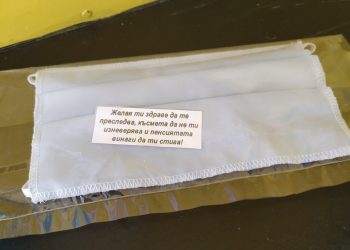 Желая ти здраве да те
преследва, късмета да не ти
изневерява и пенсията
винаги да ти стига!